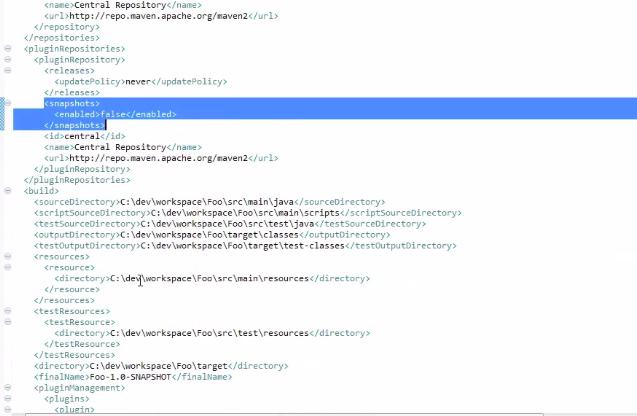 <name>Central Repository</name>
<url>http://repo.maven.apache.org/maven2</url>
</repository>
</repositories>
<pluginRepositories>
<pluginRepository>
<releases>
<updatePolicy>never</updatePolicy>
</releases>
<snapshots>
<enabled>false</enabled>
</snapshots>
<id>central</id>
<name>Central Repository</name>
<url>http://repo.maven.apache.org/maven2</url>
</pluginRepository>
</pluginRepositories>
<build>
<sourceDirectory>C:\dev\workspace\Foo\src\main\java</sourceDirectory>
<scriptSourceDirectory>C:\dev\workspace\Foo\src\main\scripts</scriptSourceDirectory>
<testSourceDirectory>C:\dev\workspace\Foo\src\test\java</testSourceDirectory>
<outputDirectory>C:\dev\workspace\Foo\target\classes</outputDirectory>
<testOutputDirectory>C:\dev\workspace\Foo\target\test-classes</testOutputDirectory>
<resources>
<resource>
<directory>C:\dev\workspace\Foo\src\main\resources</directory>
</resource>
</resources>
<testResources>
<testResource>
<directory>C:\dev\workspace\Foo\src\test\resources</directory>
</testResource>
</testResources>
<directory>C:\dev\workspace\Foo\target</directory>
<finalName>Foo-1.0-SNAPSHOT</finalName>
<pluginManagement>
<plugins>
<plugin>